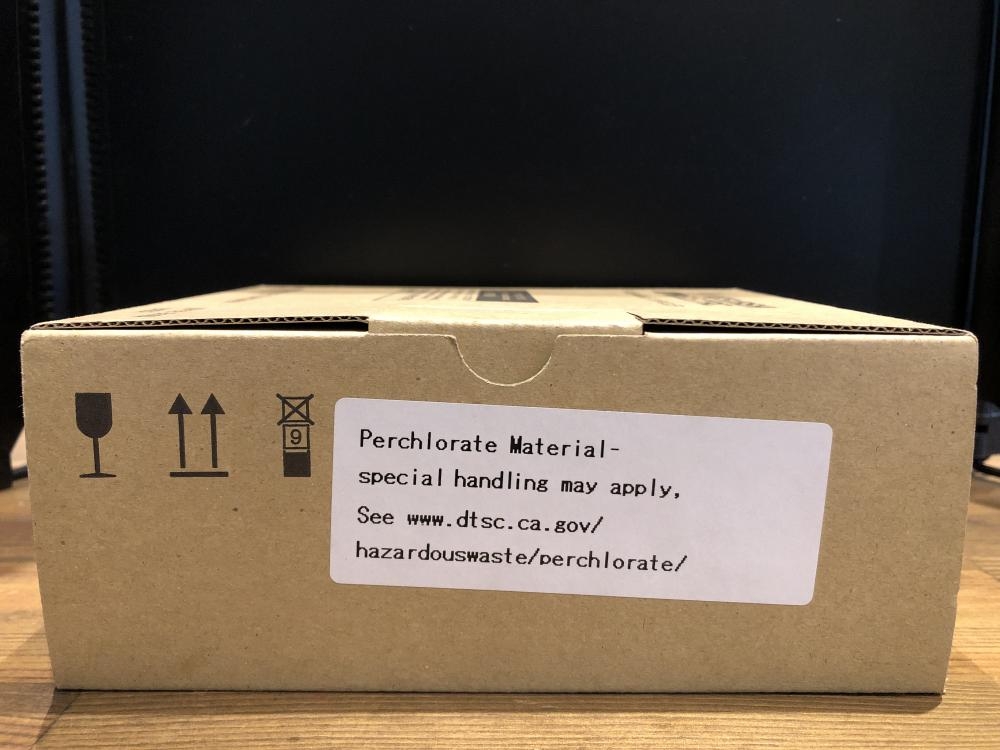 9
Perchlorate Material-
special handling may apply,
See www.dtsc.ca.gov/
hazardouswaste/perchlorate/